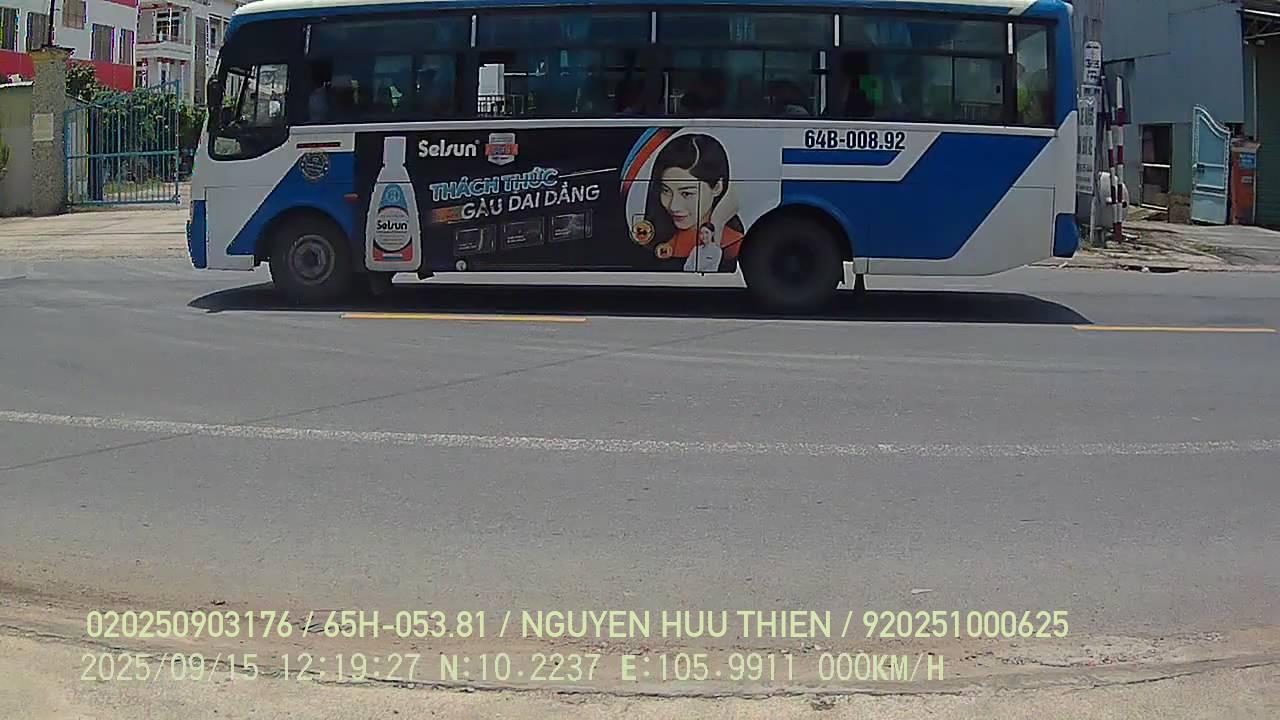 64B-008.92
Selsun
THÁCH THỨC
GÀU DAI DẲNG
Selsun
020250903176 / 65H-053.81 / NGUYEN HUU THIEN / 920251000625
2025/09/15 12:19:27 N:10.2237 E:105.9911 000KM/H